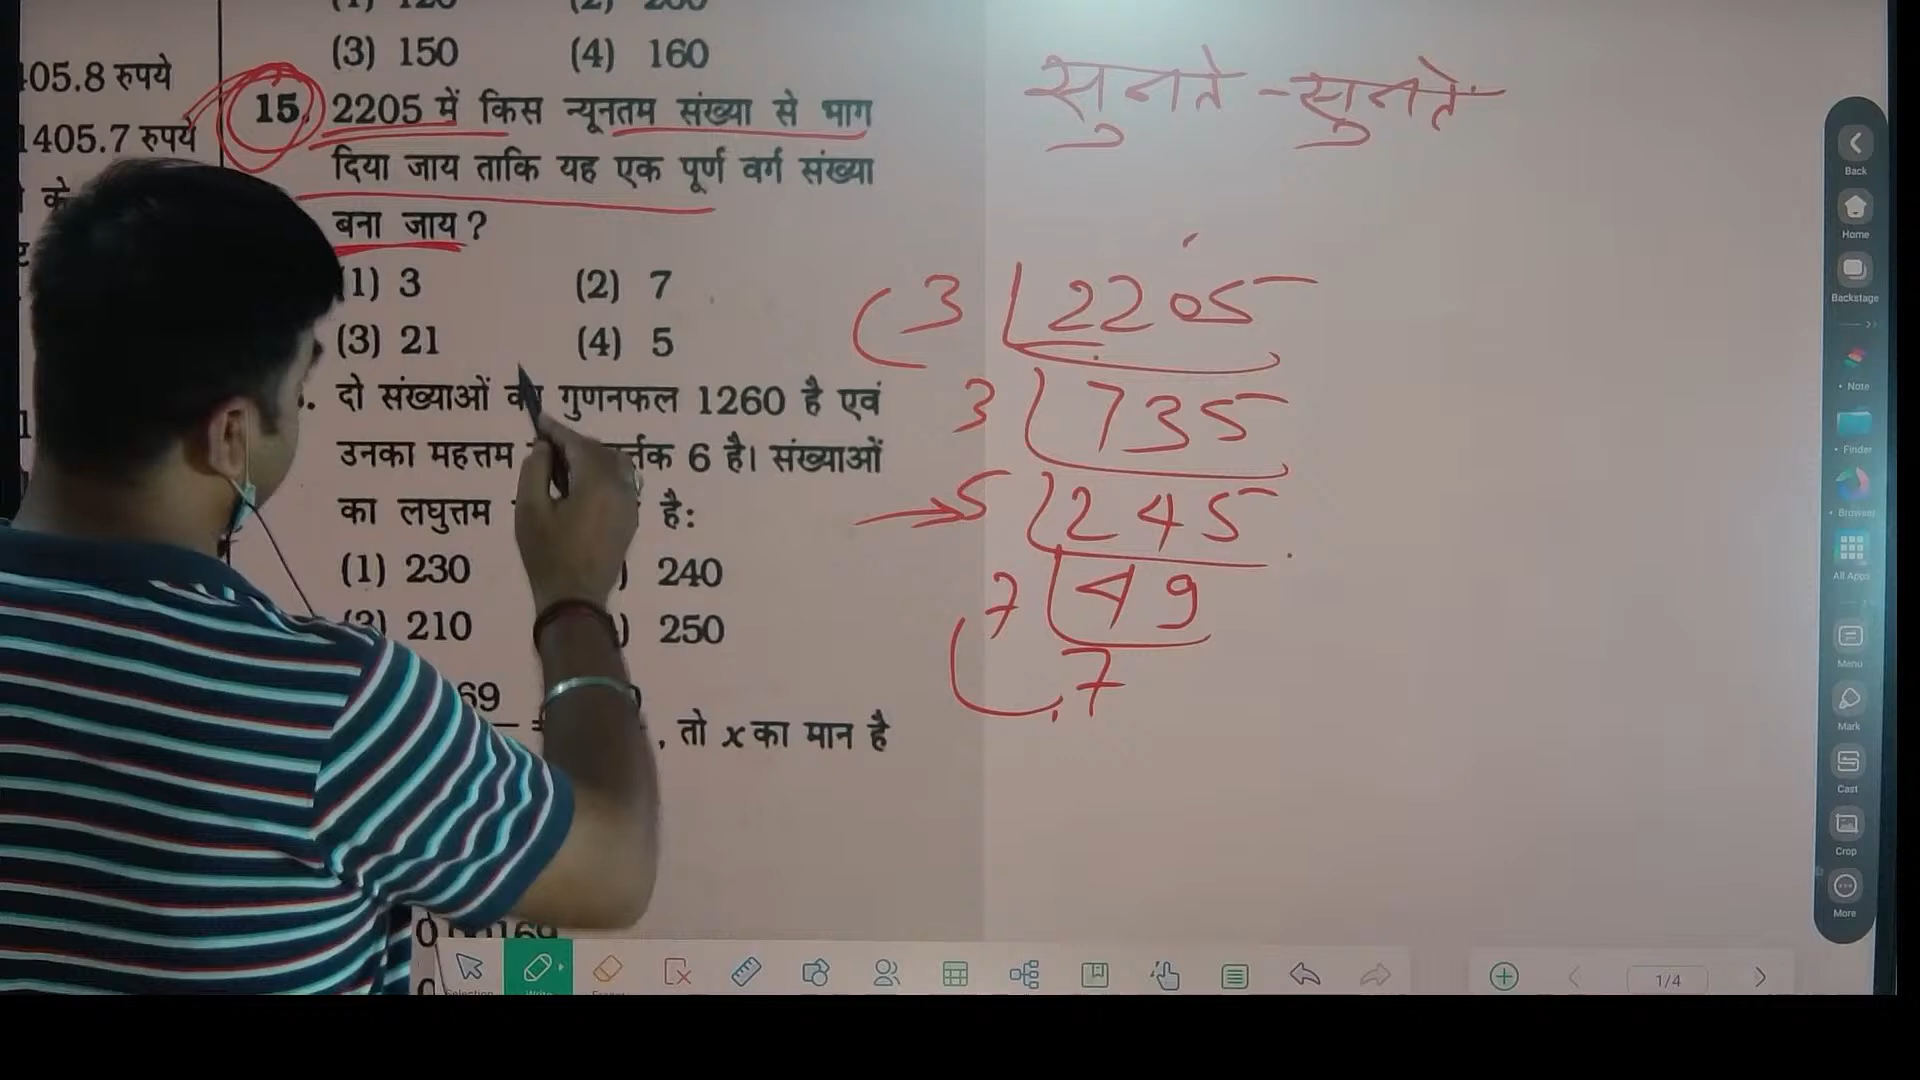 (3) 150 (4) 160
405.8 रुपये
1405.7 रुपये
15. 2205 में किस न्यूनतम संख्या से भाग
दिया जाय ताकि यह एक पूर्ण वर्ग संख्या
बना जाय ?
(1) 3 (2) 7
(3) 21 (4) 5
दो संख्याओं का गुणनफल 1260 है एवं
उनका महत्तम 6 है। संख्याओं
का लघुत्तम है:
(1) 230 240
(3) 210 250
69
, तो x का मान है
सुनते - सुनते
3 2205
3 735
5 245
7 49
7
Back
Home
Backstage
Note
Finder
Browser
All Apps
Menu
Mark
Cast
Crop
More
Selection
1/4